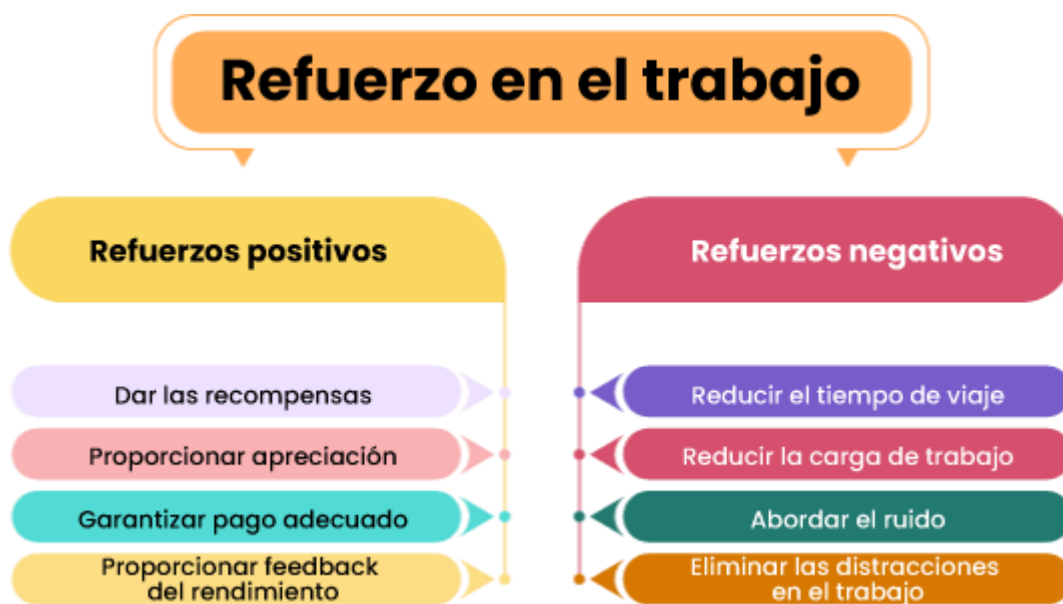 Refuerzo en el trabajo
Refuerzos positivos
Refuerzos negativos
Dar las recompensas
Proporcionar apreciación
Garantizar pago adecuado
Proporcionar feedback
del rendimiento
Reducir el tiempo de viaje
Reducir la carga de trabajo
Abordar el ruido
Eliminar las distracciones
en el trabajo